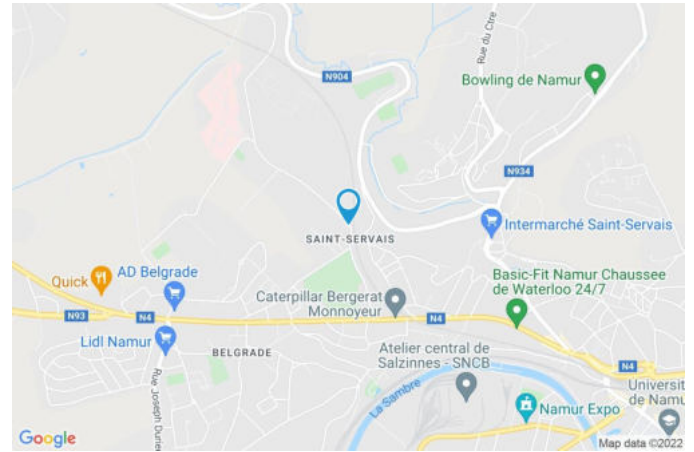 Rue du Ctre
N904
Bowling de Namur
N934
Intermarché Saint-Servais
SAINT-SERVAIS
Quick
AD Belgrade
Basic-Fit Namur Chaussee
de Waterloo 24/7
Caterpillar Bergerat
Monnoyeur
N93
N4
N4
Lidl Namur
BELGRADE
Atelier central de
Salzinnes - SNCB
N4
Rue Joseph Durieu
La Sambre
Universit
de Namu
Namur Expo
Google
Map data ©2022